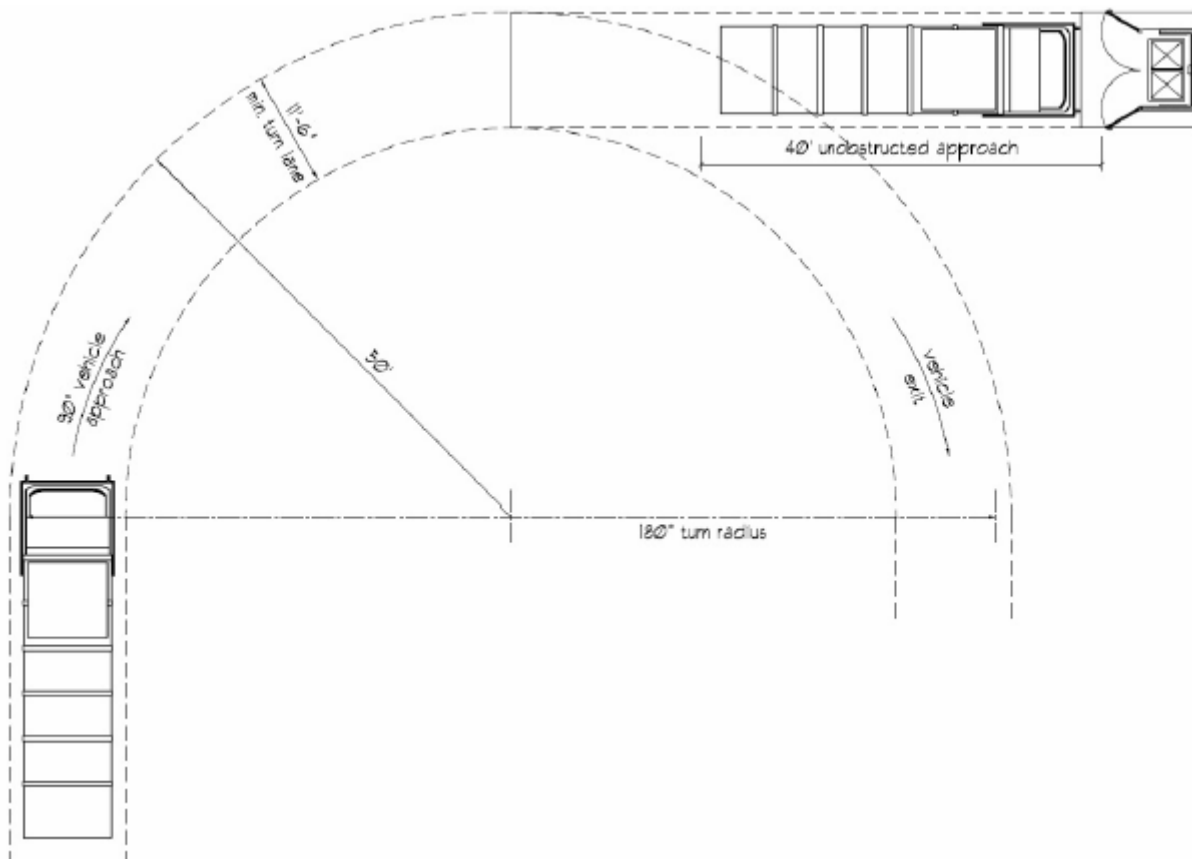 11'-6"
min. turn lane
40' unobstructed approach
50'
90° vehicle
approach
vehicle
exit
180° turn radius